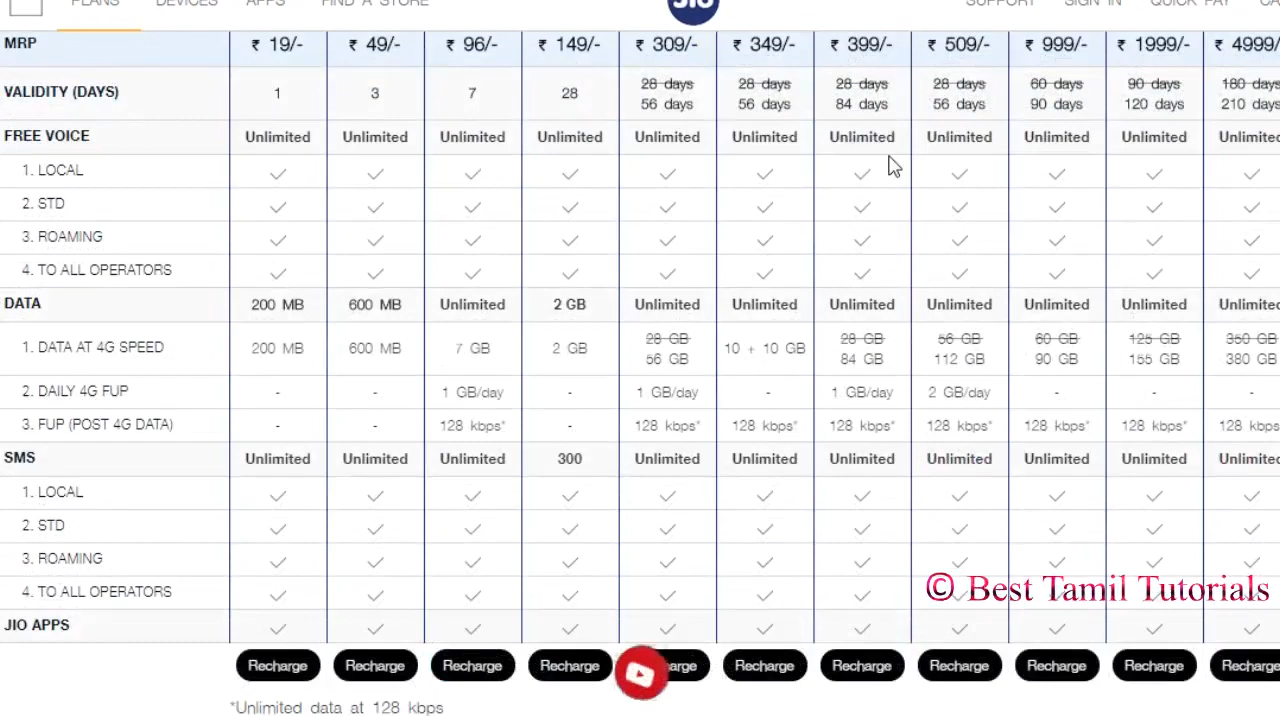 PLANS DEVICES APPS FIND A STORE JIO SUPPORT SIGN IN QUICK PAY
MRP ₹ 19/- ₹ 49/- ₹ 96/- ₹ 149/- ₹ 309/- ₹ 349/- ₹ 399/- ₹ 509/- ₹ 999/- ₹ 1999/- ₹ 4999/
28 days 28 days 28 days 28 days 60 days 90 days 180 days
VALIDITY (DAYS) 1 3 7 28
56 days 56 days 84 days 56 days 90 days 120 days 210 days
FREE VOICE Unlimited Unlimited Unlimited Unlimited Unlimited Unlimited Unlimited Unlimited Unlimited Unlimited Unlimited
1. LOCAL
2. STD
3. ROAMING
4. TO ALL OPERATORS
DATA 200 MB 600 MB Unlimited 2 GB Unlimited Unlimited Unlimited Unlimited Unlimited Unlimited Unlimited
28 GB 28 GB 56 GB 60 GB 125 GB 350 GB
1. DATA AT 4G SPEED 200 MB 600 MB 7 GB 2 GB 10 + 10 GB
56 GB 84 GB 112 GB 90 GB 155 GB 380 GB
2. DAILY 4G FUP - - 1 GB/day - 1 GB/day - 1 GB/day 2 GB/day - - -
3. FUP (POST 4G DATA) - - 128 kbps* - 128 kbps* 128 kbps* 128 kbps* 128 kbps* 128 kbps* 128 kbps* 128 kbps
SMS Unlimited Unlimited Unlimited 300 Unlimited Unlimited Unlimited Unlimited Unlimited Unlimited Unlimited
1. LOCAL
2. STD
3. ROAMING
4. TO ALL OPERATORS
© Best Tamil Tutorials
JIO APPS
Recharge Recharge Recharge Recharge arge Recharge Recharge Recharge Recharge Recharge Recharge
*Unlimited data at 128 kbps